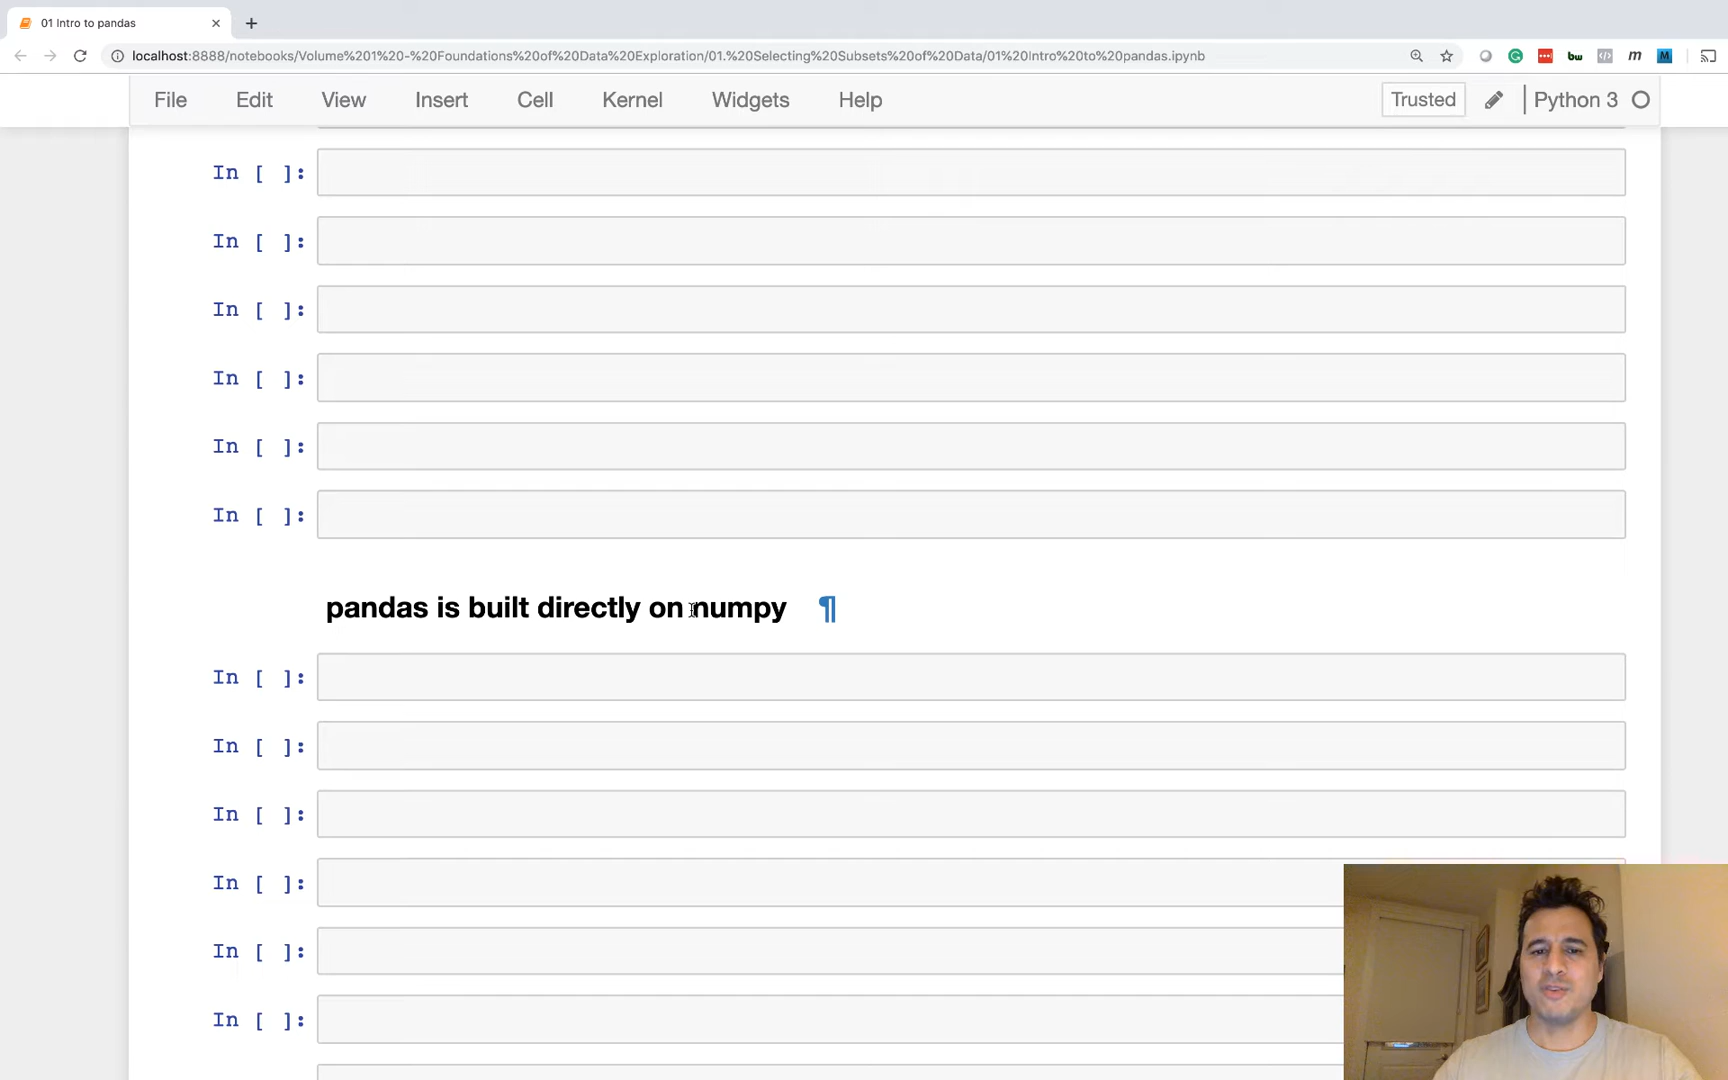 01 Intro to pandas
localhost:8888/notebooks/Volume%201%20-%20Foundations%20of%20Data%20Exploration/01.%20Selecting%20Subsets%20of%20Data/01%20Intro%20to%20pandas.ipynb
File Edit View Insert Cell Kernel Widgets Help Trusted Python 3
In [ ]:
In [ ]:
In [ ]:
In [ ]:
In [ ]:
In [ ]:
pandas is built directly on numpy ¶
In [ ]:
In [ ]:
In [ ]:
In [ ]:
In [ ]:
In [ ]: